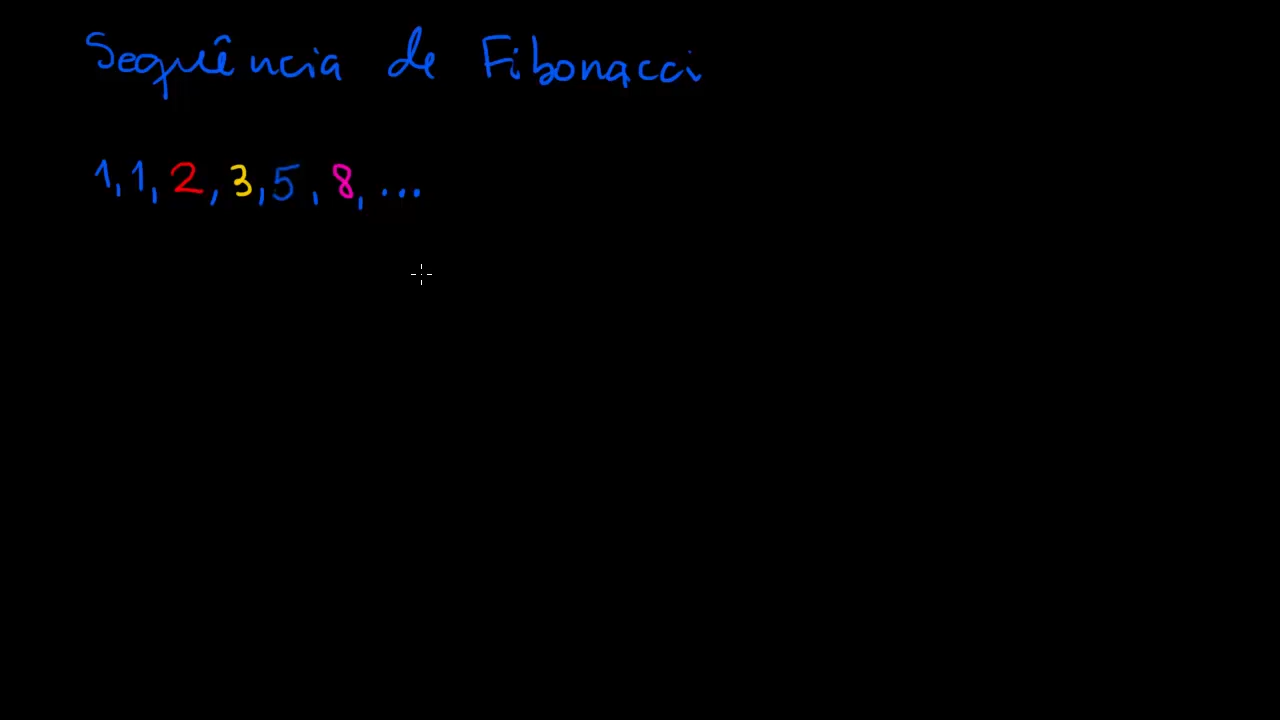 Sequência de Fibonacci
1, 1, 2, 3, 5, 8, ...